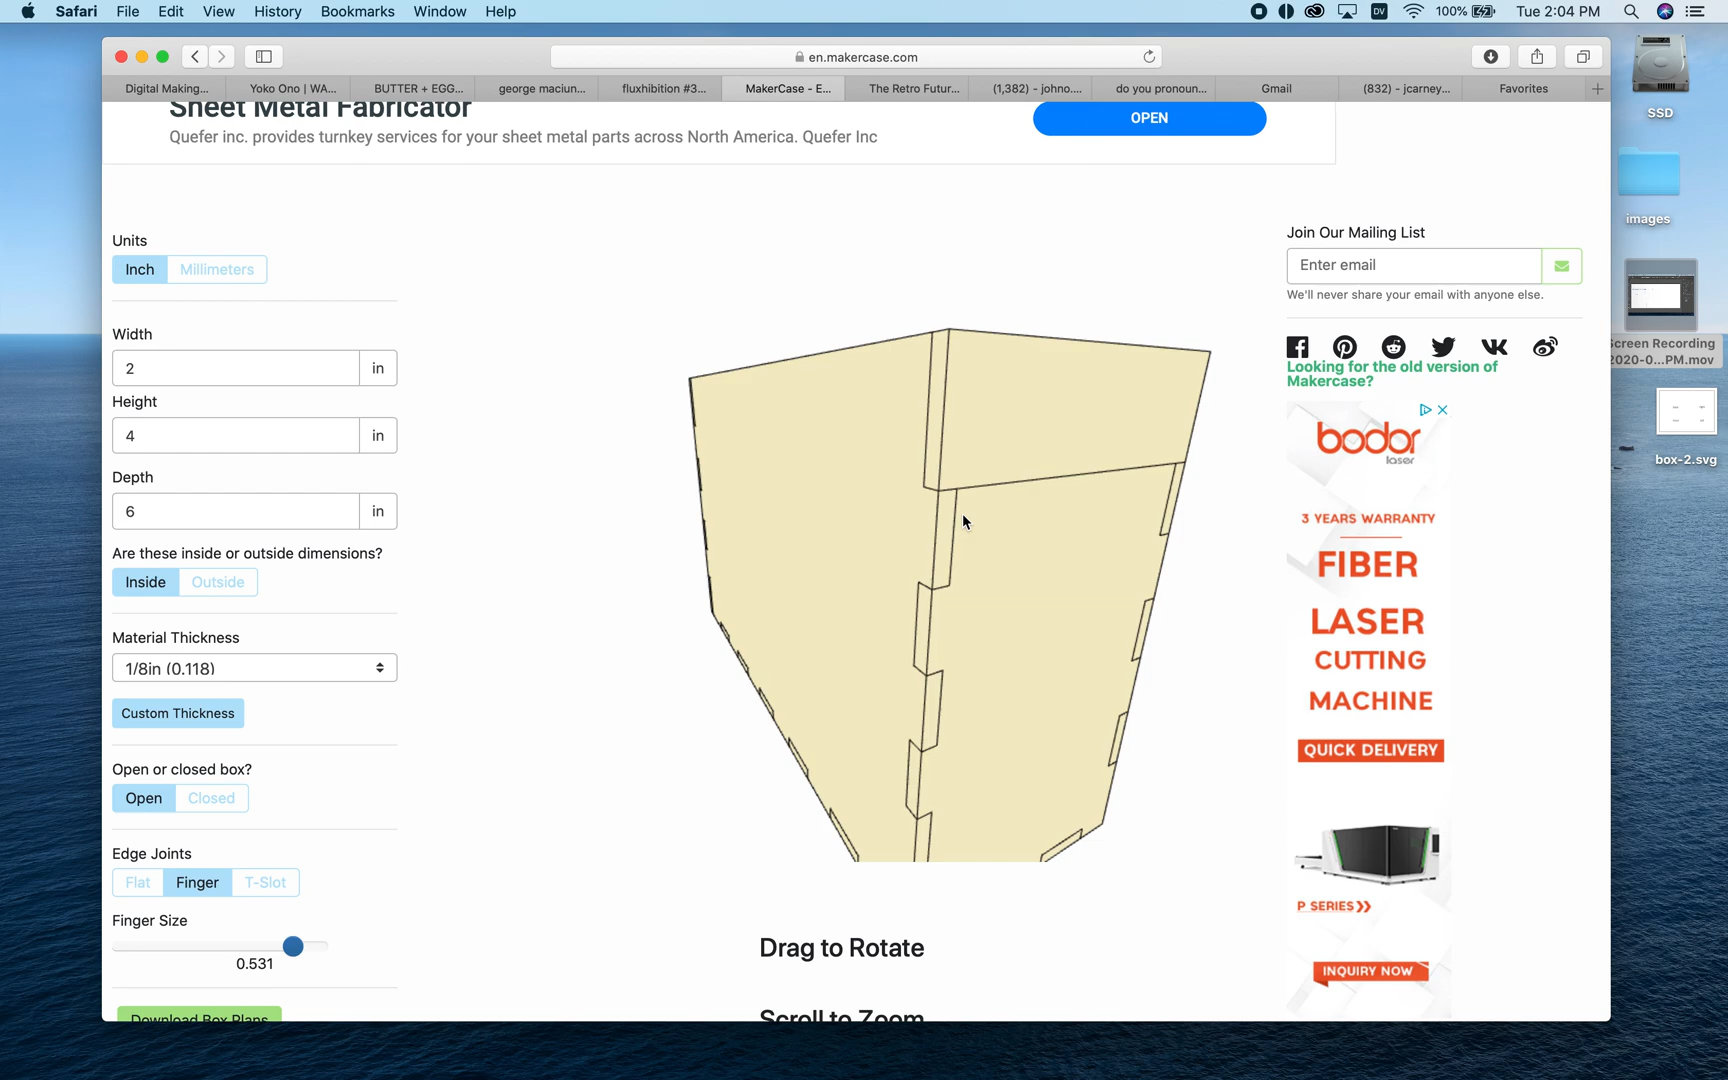 Safari File Edit View History Bookmarks Window Help
DV 100% Tue 2:04 PM
en.makercase.com
Digital Making... Yoko Ono | WA... BUTTER + EGG... george maciun... fluxhibition #3... MakerCase - E... The Retro Futur... (1,382) - johno.... do you pronoun... Gmail (832) - jcarney... Favorites
Sheet Metal Fabricator
Quefer inc. provides turnkey services for your sheet metal parts across North America. Quefer Inc
OPEN
Units
Inch Millimeters
Width
2 in
Height
4 in
Depth
6 in
Are these inside or outside dimensions?
Inside Outside
Material Thickness
1/8in (0.118)
Custom Thickness
Open or closed box?
Open Closed
Edge Joints
Flat Finger T-Slot
Finger Size
0.531
Download Box Plans
Drag to Rotate
Scroll to Zoom
Join Our Mailing List
Enter email
We'll never share your email with anyone else.
Looking for the old version of
Makercase?
bodor
laser
3 YEARS WARRANTY
FIBER
LASER
CUTTING
MACHINE
QUICK DELIVERY
P SERIES
INQUIRY NOW
SSD
images
Screen Recording
2020-0...PM.mov
box-2.svg